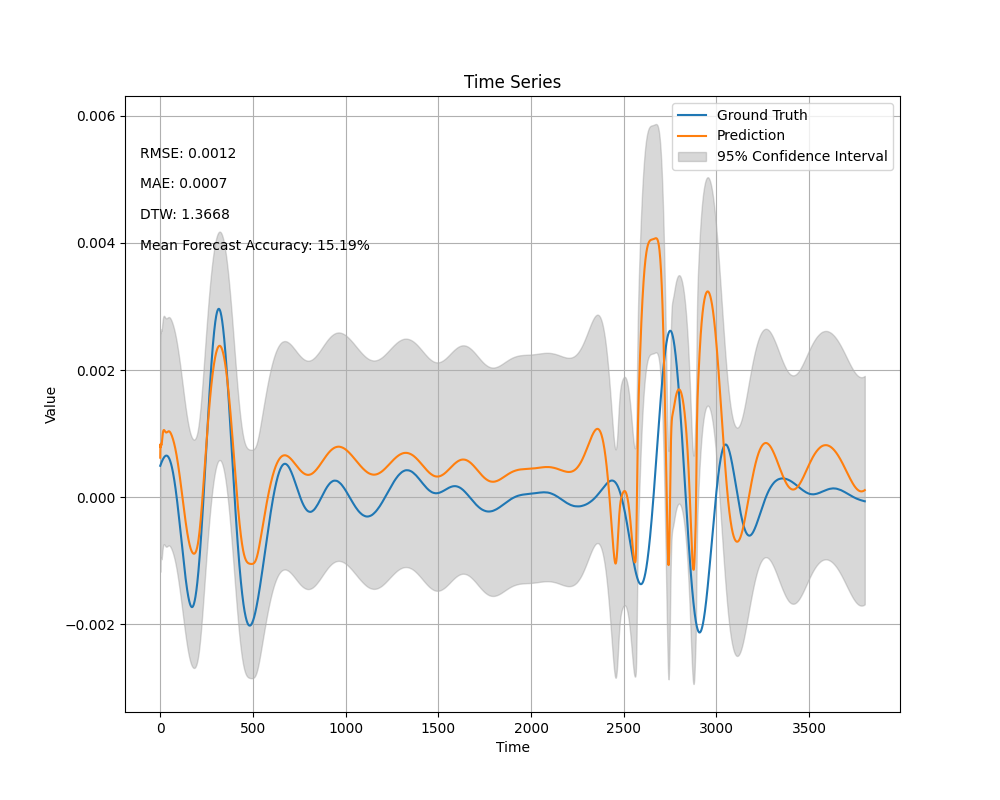 Time Series
0.006
0.004
0.002
0.000
−0.002
Value
RMSE: 0.0012
MAE: 0.0007
DTW: 1.3668
Mean Forecast Accuracy: 15.19%
Ground Truth
Prediction
95% Confidence Interval
0 500 1000 1500 2000 2500 3000 3500
Time